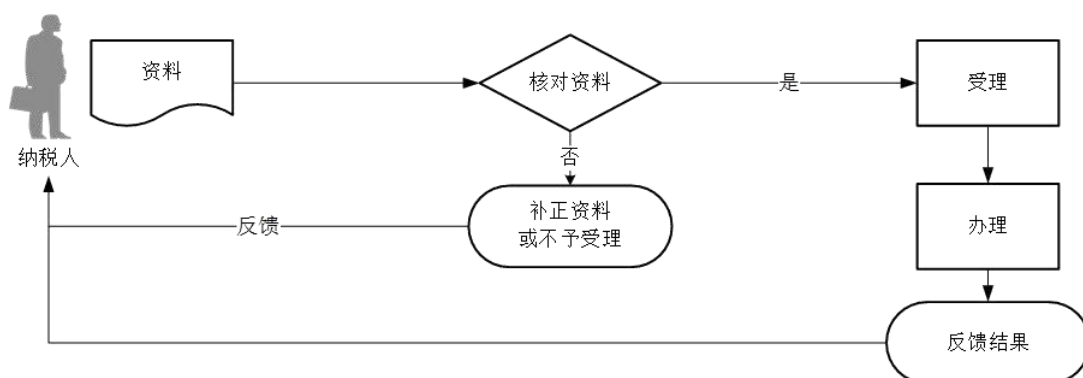 资料
核对资料
是
受理
纳税人
否
补正资料
或不予受理
反馈
办理
反馈结果